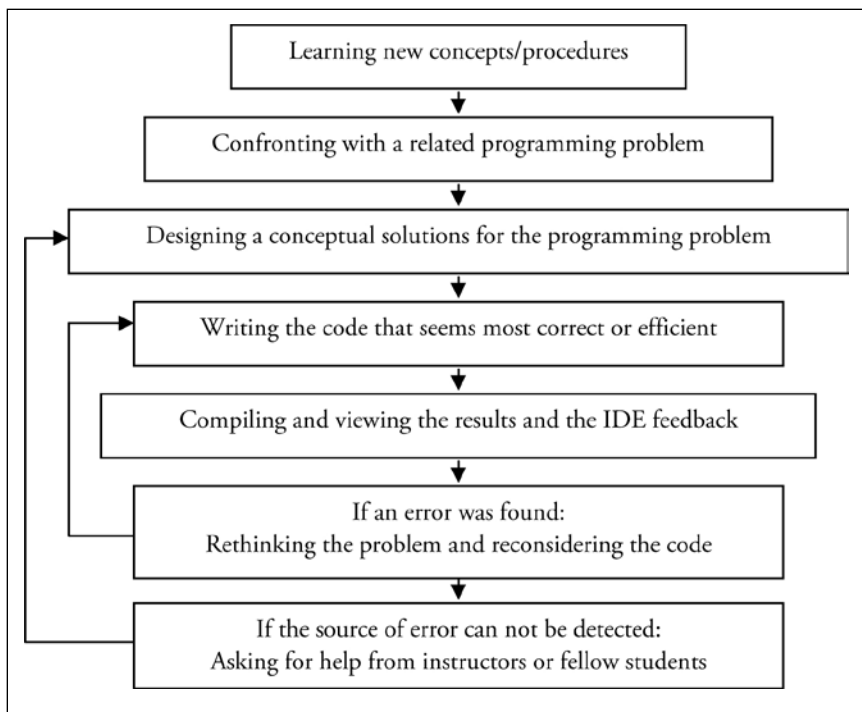 Learning new concepts/procedures
Confronting with a related programming problem
Designing a conceptual solutions for the programming problem
Writing the code that seems most correct or efficient
Compiling and viewing the results and the IDE feedback
If an error was found:
Rethinking the problem and reconsidering the code
If the source of error can not be detected:
Asking for help from instructors or fellow students